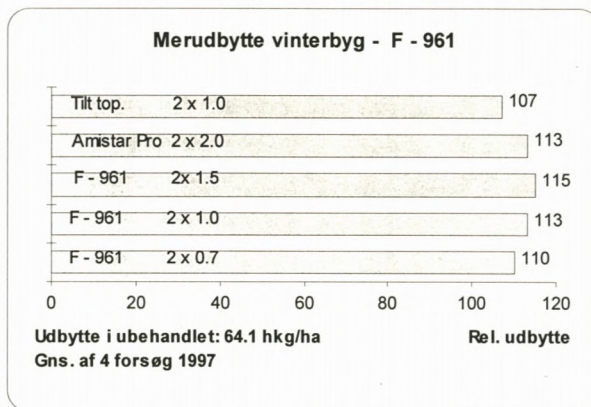 Merudbytte vinterbyg - F - 961
Tilt top. 2 x 1.0 107
Amistar Pro 2 x 2.0 113
F - 961 2x 1.5 115
F - 961 2 x 1.0 113
F - 961 2 x 0.7 110
0 20 40 60 80 100 120
Udbytte i ubehandlet: 64.1 hkg/ha Rel. udbytte
Gns. af 4 forsøg 1997